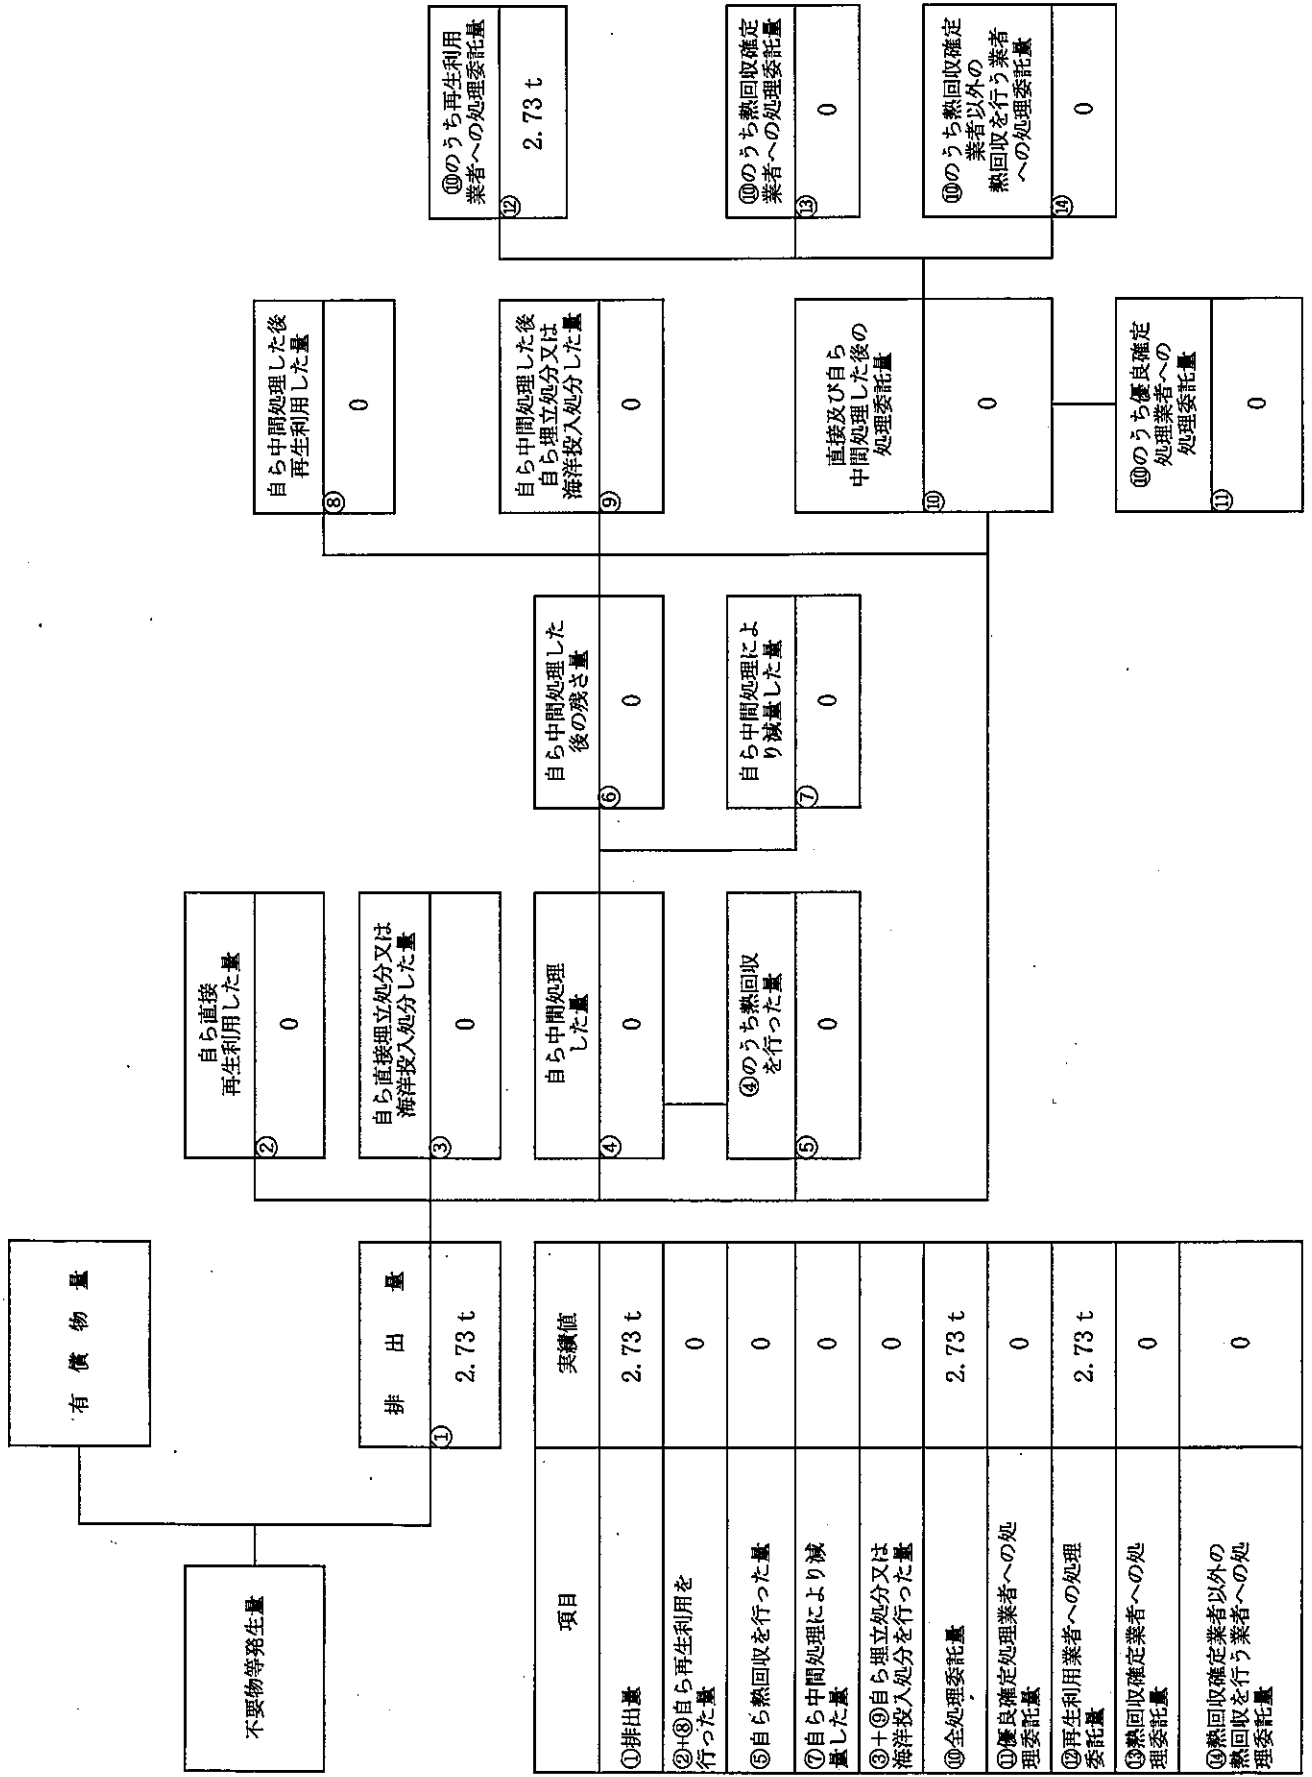 不要物等発生量
有償物量
排出量
①
2.73 t
自ら直接
再生利用した量
②
0
自ら直接埋立処分又は
海洋投入処分した量
③
0
自ら中間処理
した量
④
0
④のうち熱回収
を行った量
⑤
0
自ら中間処理した
後の残さ量
⑥
0
自ら中間処理によ
り減量した量
⑦
0
自ら中間処理した後
再生利用した量
⑧
0
自ら中間処理した後
自ら埋立処分又は
海洋投入処分した量
⑨
0
直接及び自ら
中間処理した後の
処理委託量
⑩
0
⑩のうち優良認定
処理業者への
処理委託量
⑪
0
⑩のうち再生利用
業者への処理委託量
⑫
2.73 t
⑩のうち熱回収確定
業者への処理委託量
⑬
0
⑩のうち熱回収確定
業者以外の
熱回収を行う業者
への処理委託量
⑭
0
項目 実績値
①排出量 2.73 t
②+⑧自ら再生利用を
行った量 0
⑤自ら熱回収を行った量 0
⑦自ら中間処理により減
量した量 0
③+⑨自ら埋立処分又は
海洋投入処分を行った量 0
⑩全処理委託量 2.73 t
⑪優良確定処理業者への処
理委託量 0
⑫再生利用業者への処理
委託量 2.73 t
⑬熱回収確定業者への処
理委託量 0
⑭熱回収確定業者以外の
熱回収を行う業者への処
理委託量 0